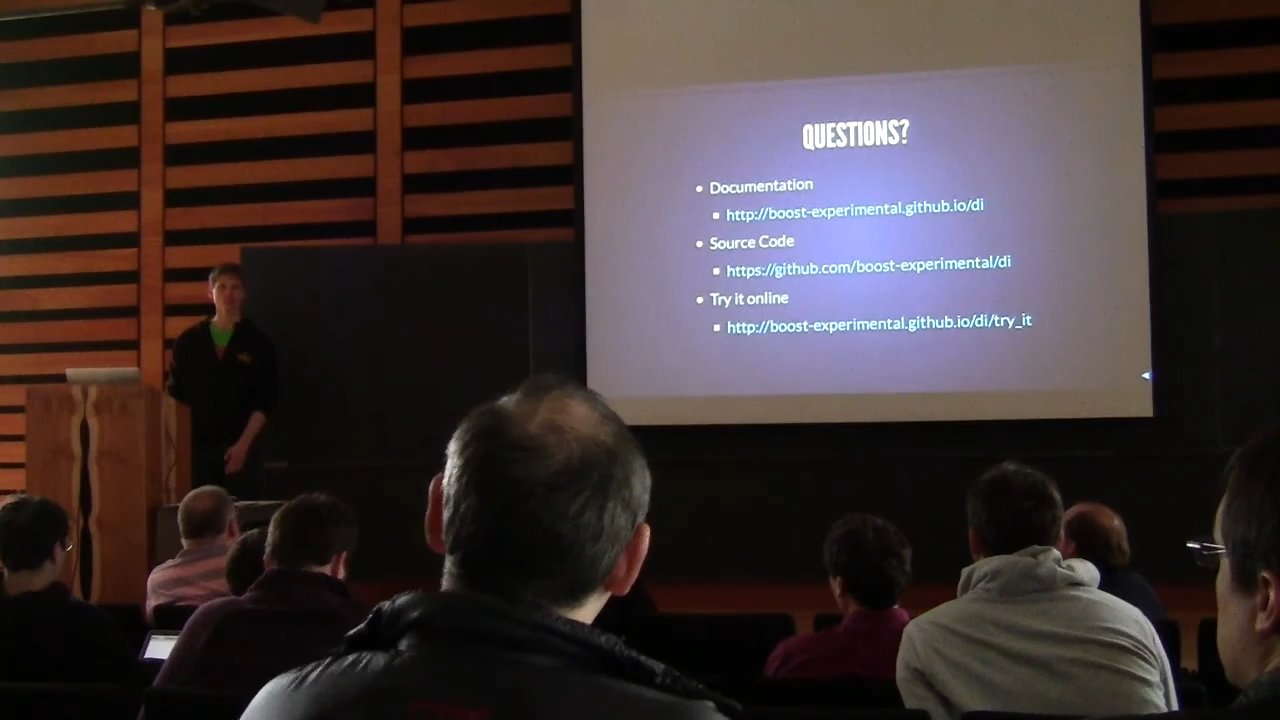 QUESTIONS?
Documentation
http://boost-experimental.github.io/di
Source Code
https://github.com/boost-experimental/di
Try it online
http://boost-experimental.github.io/di/try_it